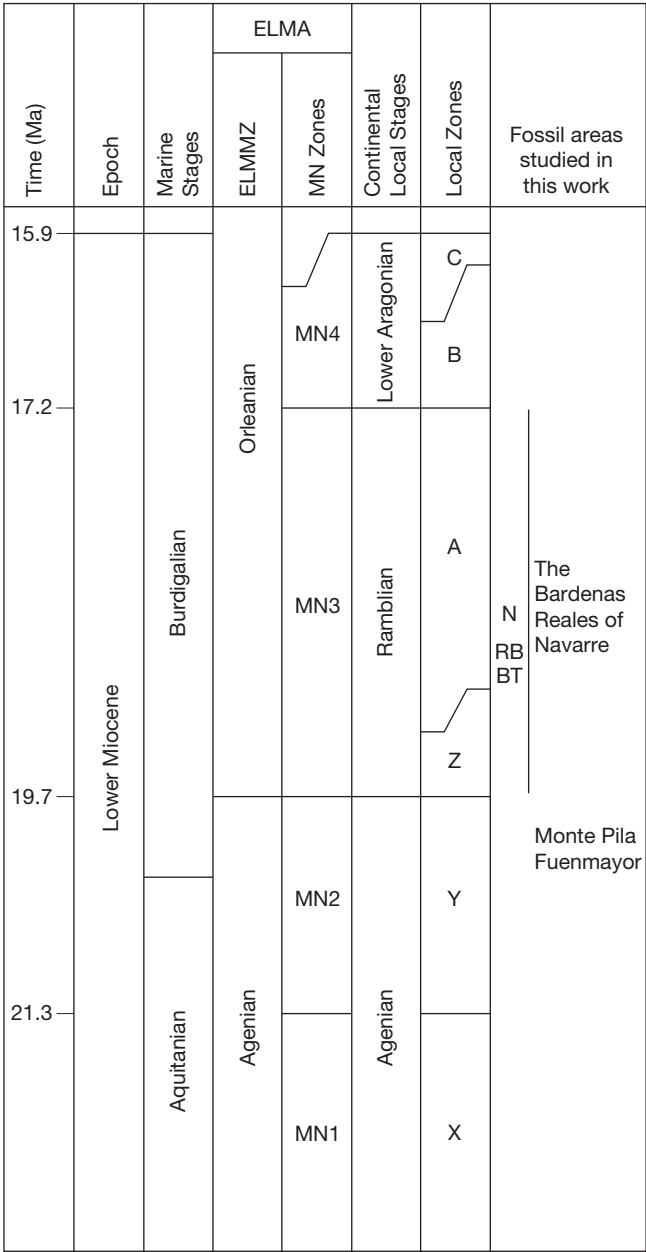 ELMA
Time (Ma)
Epoch
Marine
Stages
ELMMZ
MN Zones
Continental
Local Stages
Local Zones
Fossil areas
studied in
this work
15.9
17.2
19.7
21.3
Lower Miocene
Burdigalian
Aquitanian
Orleanian
Agenian
MN4
MN3
MN2
MN1
Lower Aragonian
Ramblian
Agenian
C
B
A
Z
Y
X
N
RB
BT
The
Bardenas
Reales of
Navarre
Monte Pila
Fuenmayor